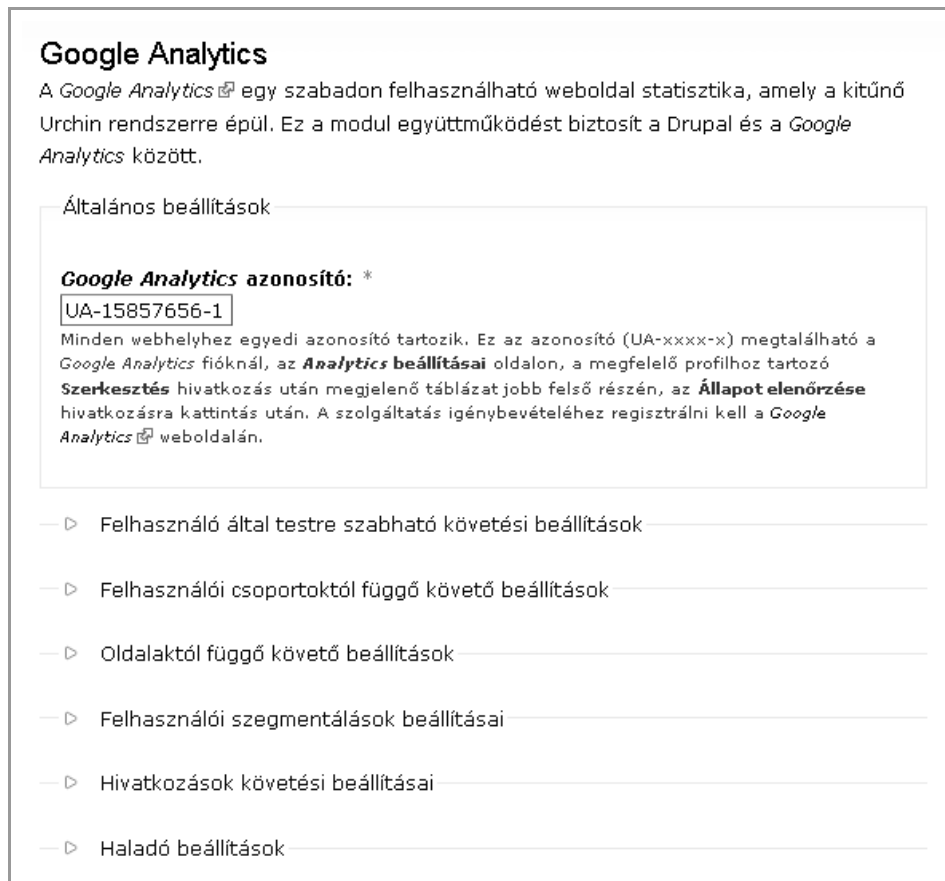 Google Analytics
A Google Analytics egy szabadon felhasználható weboldal statisztika, amely a kitűnő
Urchin rendszerre épül. Ez a modul együttműködést biztosít a Drupal és a Google
Analytics között.
Általános beállítások
Google Analytics azonosító: *
UA-15857656-1
Minden webhelyhez egyedi azonosító tartozik. Ez az azonosító (UA-xxxx-x) megtalálható a
Google Analytics fióknál, az Analytics beállításai oldalon, a megfelelő profilhoz tartozó
Szerkesztés hivatkozás után megjelenő táblázat jobb felső részén, az Állapot elenőrzése
hivatkozásra kattintás után. A szolgáltatás igénybevételéhez regisztrálni kell a Google
Analytics weboldalán.
Felhasználó által testre szabható követési beállítások
Felhasználói csoportoktól függő követő beállítások
Oldalaktól függő követő beállítások
Felhasználói szegmentálások beállításai
Hivatkozások követési beállításai
Haladó beállítások